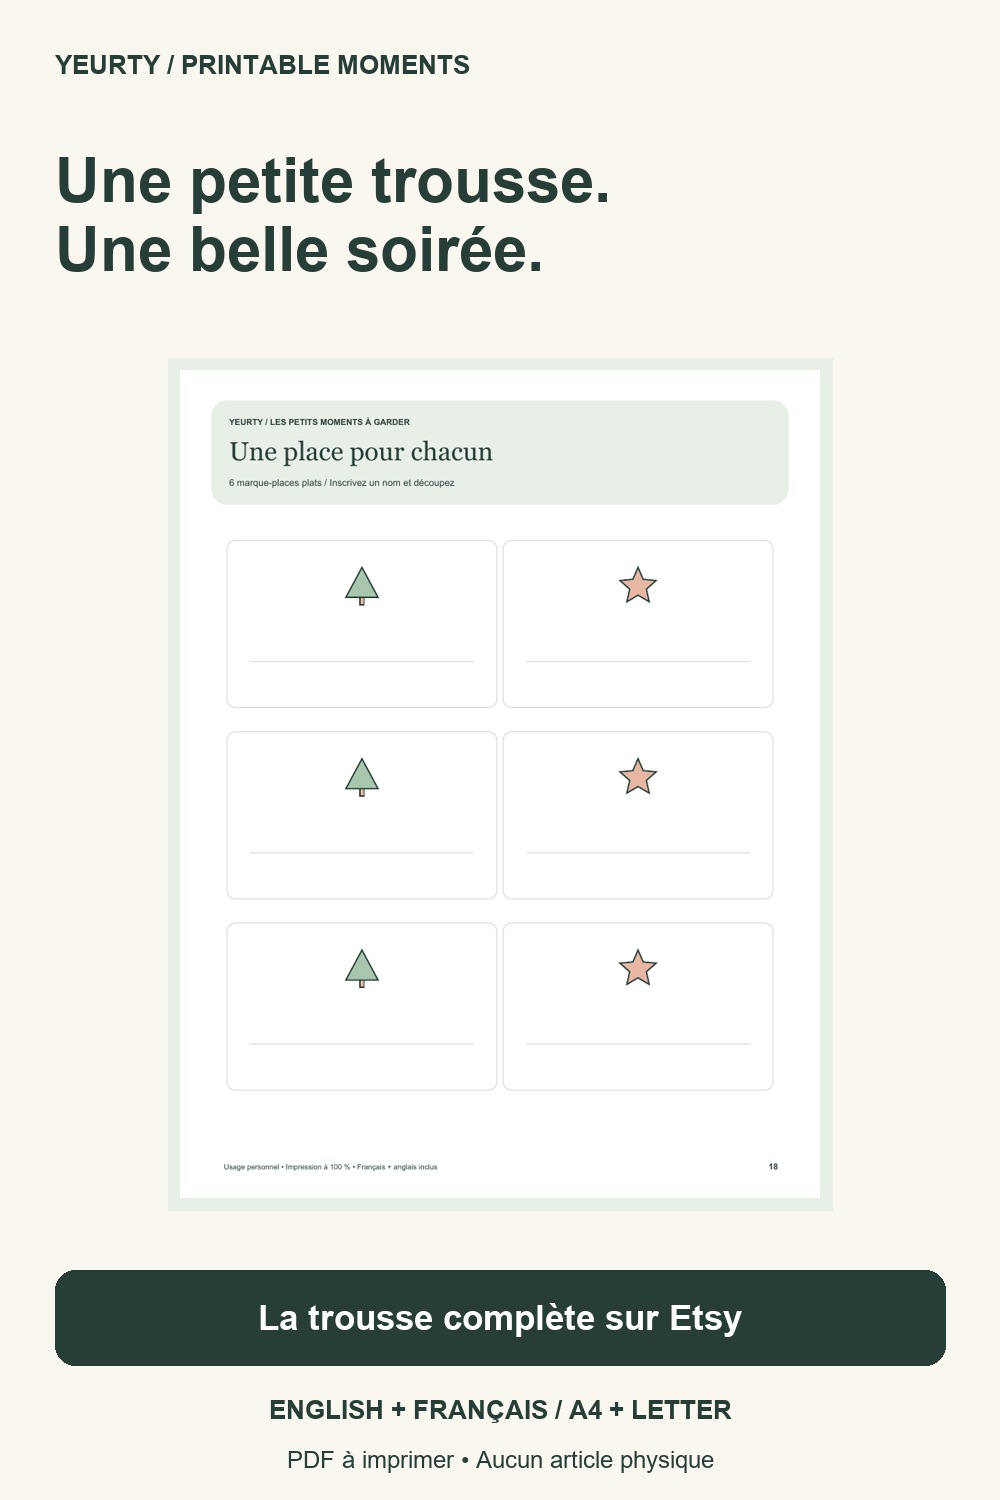 YEURTY / PRINTABLE MOMENTS
Une petite trousse.
Une belle soirée.
YEURTY / LES PETITS MOMENTS À GARDER
Une place pour chacun
6 marque-places plats / Inscrivez un nom et découpez
Usage personnel • Impression à 100 % • Français + anglais inclus
18
La trousse complète sur Etsy
ENGLISH + FRANÇAIS / A4 + LETTER
PDF à imprimer • Aucun article physique